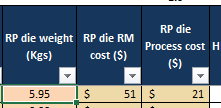 RP die weight (Kgs) RP die RM cost ($) RP die Process cost ($) H
5.95 $ 51 $ 21